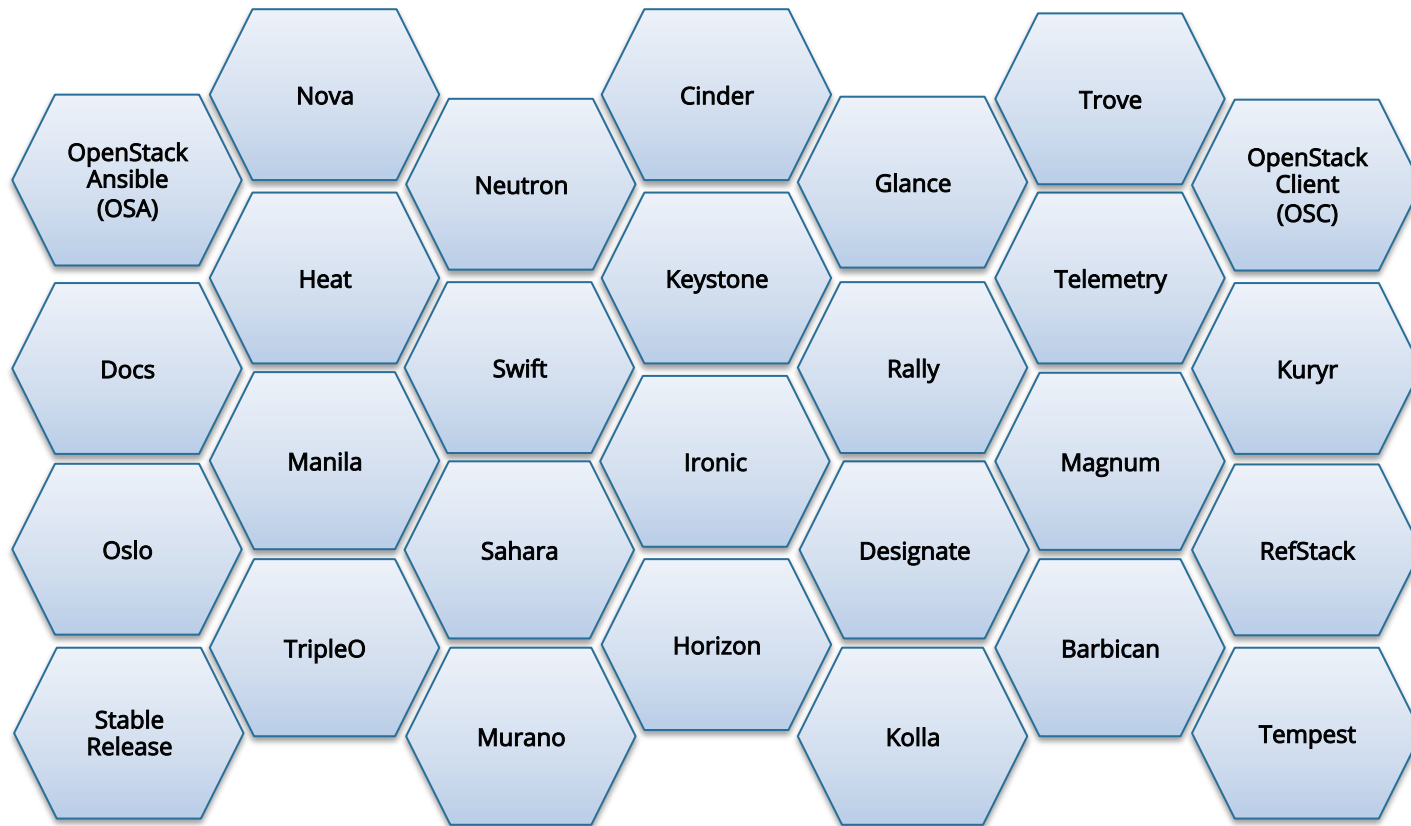 Nova
Cinder
Trove
OpenStack
Ansible
(OSA)
Neutron
Glance
OpenStack
Client
(OSC)
Heat
Keystone
Telemetry
Docs
Swift
Rally
Kuryr
Manila
Ironic
Magnum
Oslo
Sahara
Designate
RefStack
TripleO
Horizon
Barbican
Stable
Release
Murano
Kolla
Tempest